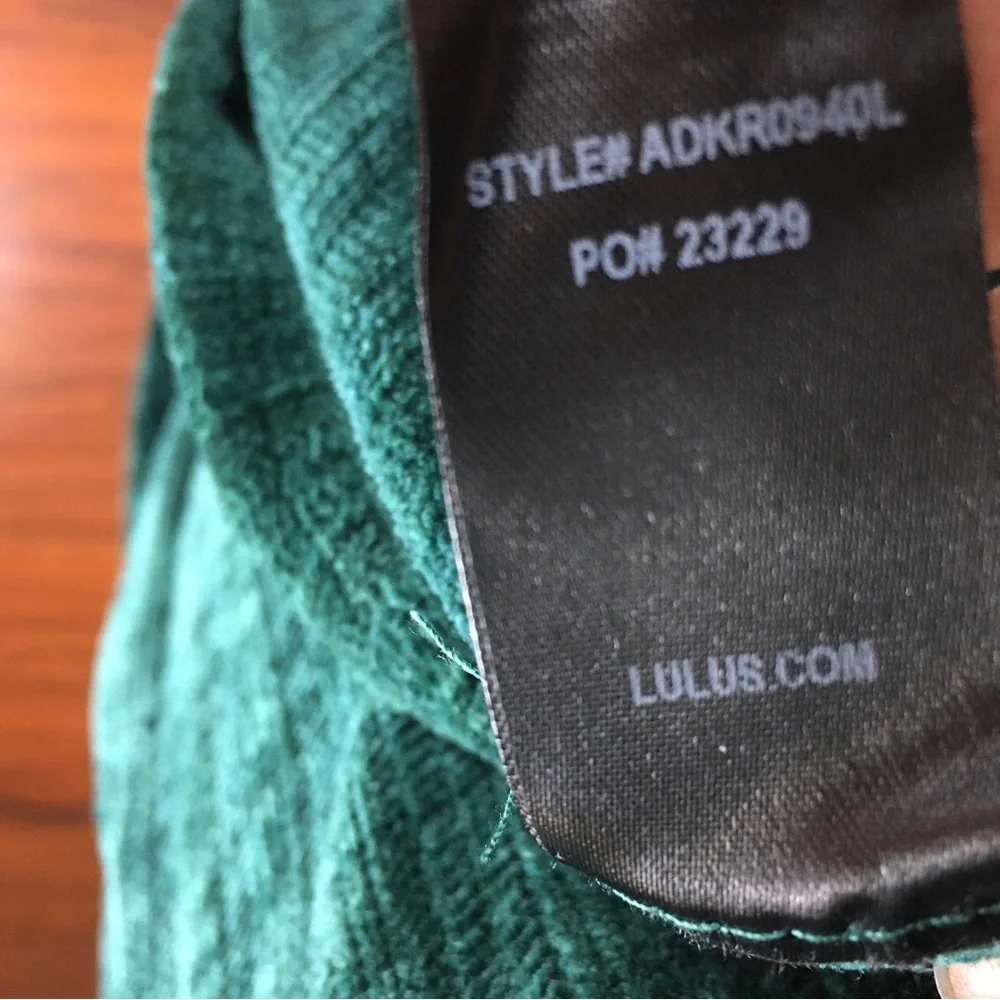 STYLE# ADKR0940L
PO# 23229
LULUS.COM